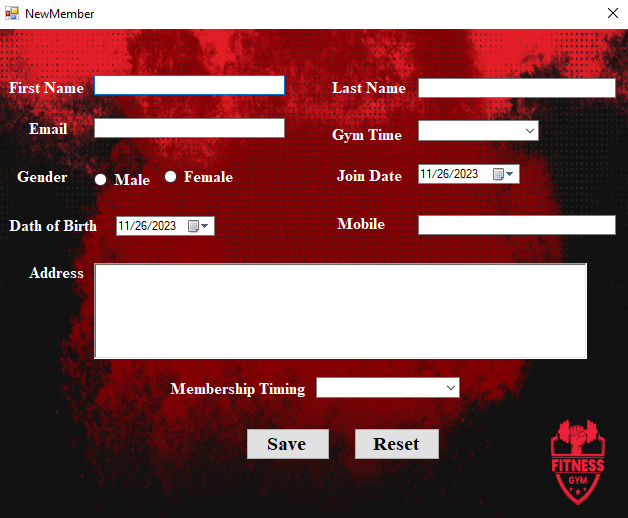 NewMember
First Name
Last Name
Email
Gym Time
Gender
Male
Female
Join Date
11/26/2023
Dath of Birth
11/26/2023
Mobile
Address
Membership Timing
Save
Reset
FITNESS
GYM